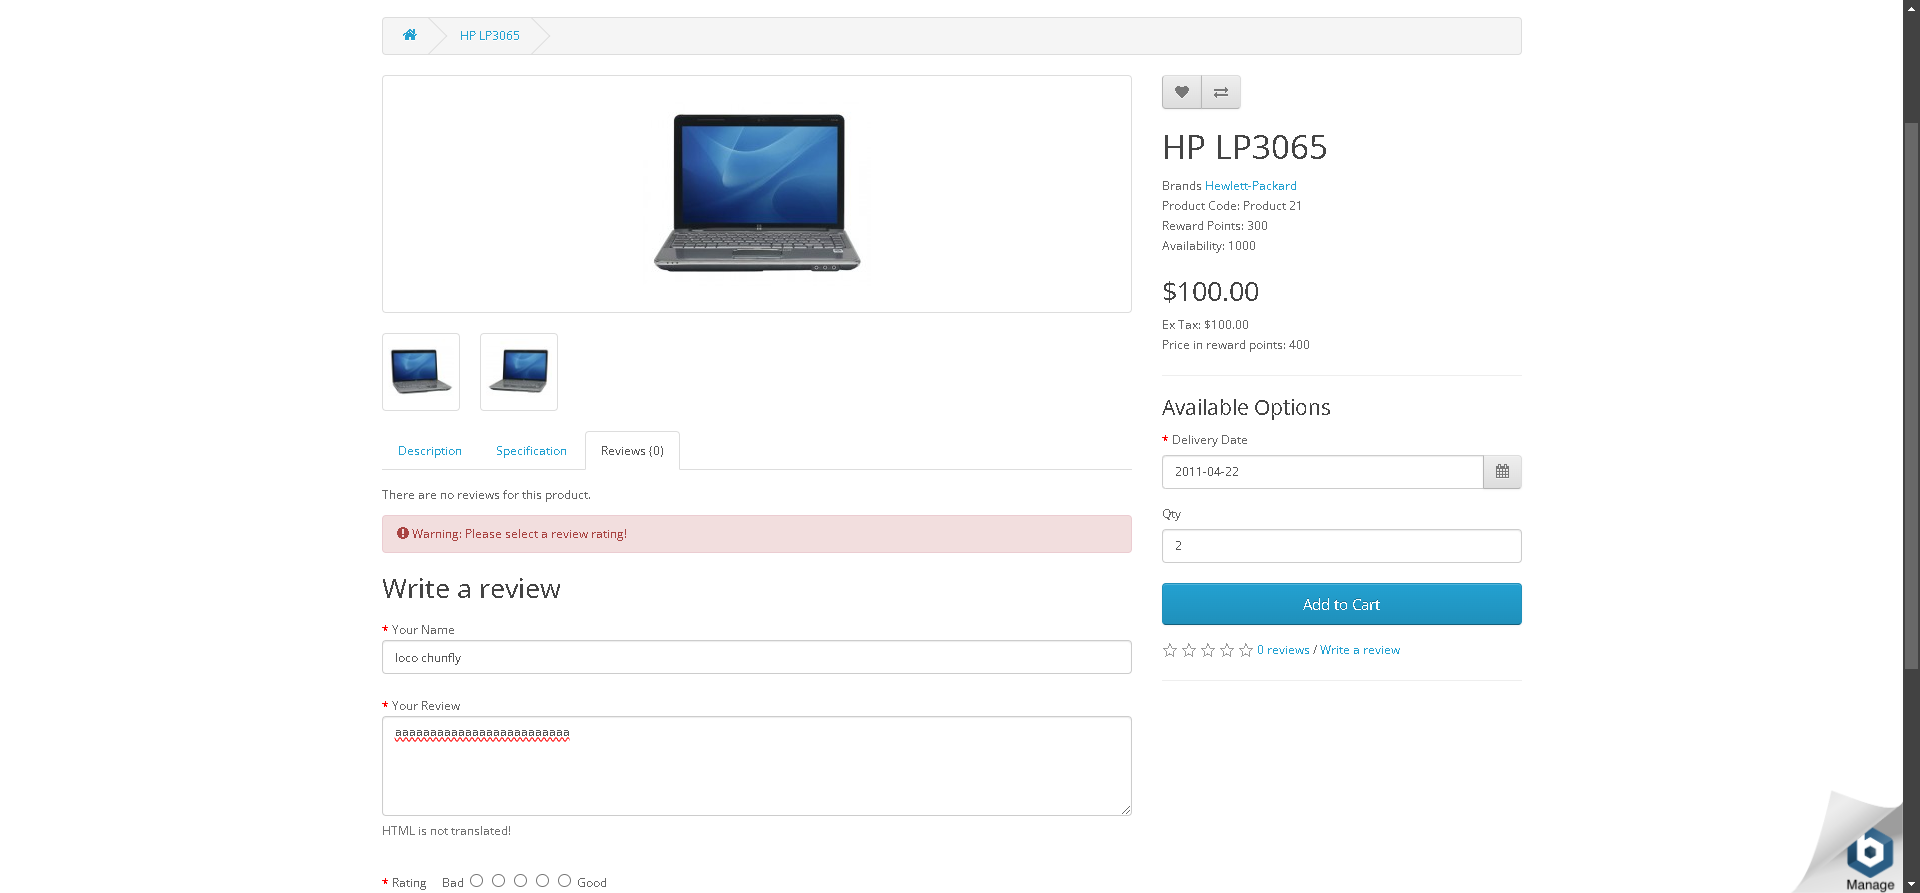 HP LP3065
HP LP3065
Brands Hewlett-Packard
Product Code: Product 21
Reward Points: 300
Availability: 1000
$100.00
Ex Tax: $100.00
Price in reward points: 400
Available Options
* Delivery Date
2011-04-22
Qty
2
Add to Cart
0 reviews / Write a review
Description Specification Reviews (0)
There are no reviews for this product.
Warning: Please select a review rating!
Write a review
* Your Name
loco chunfly
* Your Review
aaaaaaaaaaaaaaaaaaaaaaaaa
HTML is not translated!
* Rating Bad Good
Manage